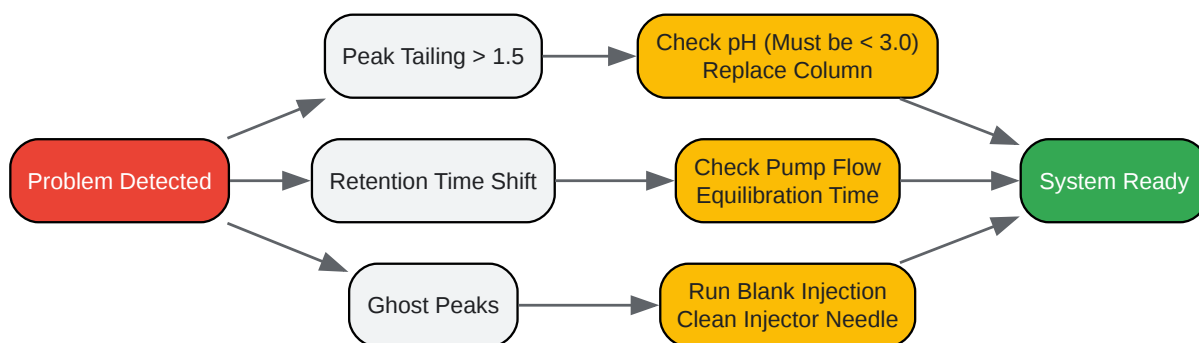 Problem Detected
Peak Tailing > 1.5
Check pH (Must be < 3.0)
Replace Column
Retention Time Shift
Check Pump Flow
Equilibration Time
Ghost Peaks
Run Blank Injection
Clean Injector Needle
System Ready